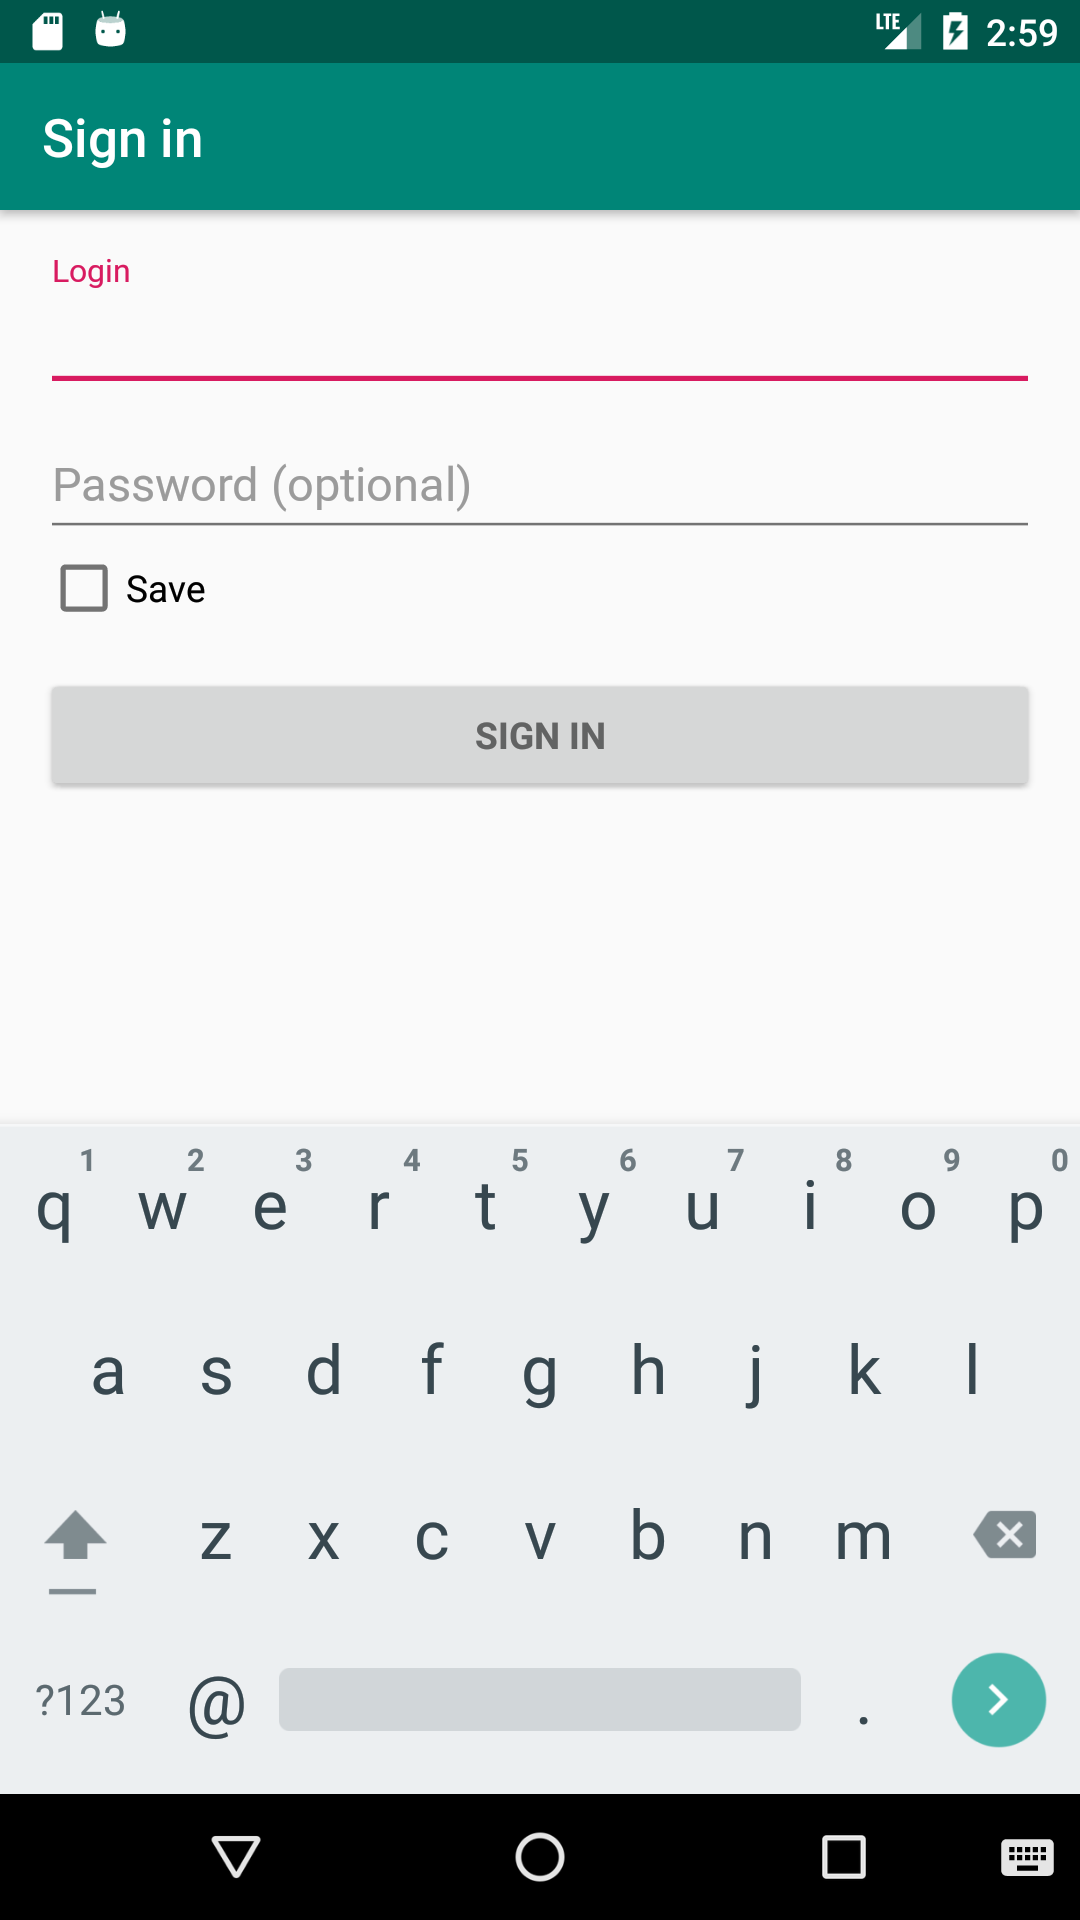 LTE 2:59
Sign in
Login
Password (optional)
Save
SIGN IN
1 2 3 4 5 6 7 8 9 0
q w e r t y u i o p
a s d f g h j k l
z x c v b n m
?123 @ .